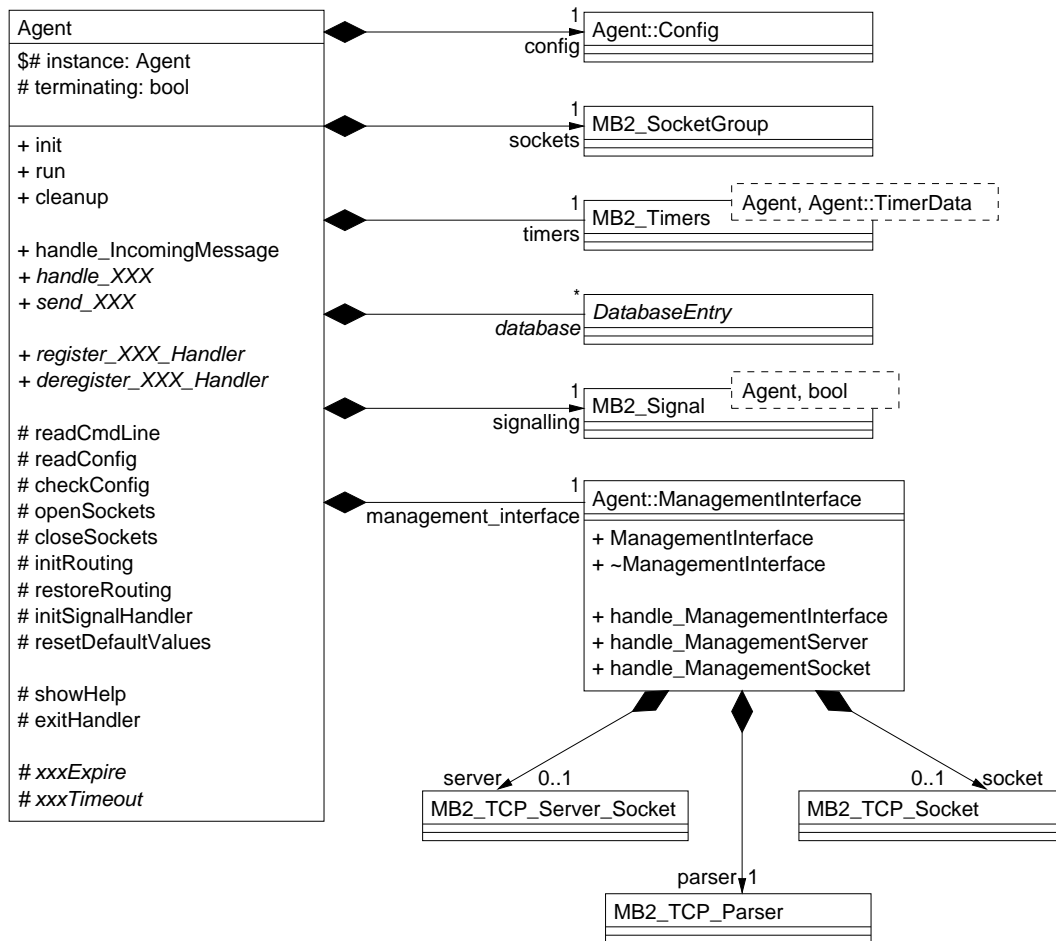 Agent
$# instance: Agent
# terminating: bool
+ init
+ run
+ cleanup
+ handle_IncomingMessage
+ handle_XXX
+ send_XXX
+ register_XXX_Handler
+ deregister_XXX_Handler
# readCmdLine
# readConfig
# checkConfig
# openSockets
# closeSockets
# initRouting
# restoreRouting
# initSignalHandler
# resetDefaultValues
# showHelp
# exitHandler
# xxxExpire
# xxxTimeout
1
config
Agent::Config
1
sockets
MB2_SocketGroup
1
timers
MB2_Timers
Agent, Agent::TimerData
*
database
DatabaseEntry
1
signalling
MB2_Signal
Agent, bool
1
management_interface
Agent::ManagementInterface
+ ManagementInterface
+ ~ManagementInterface
+ handle_ManagementInterface
+ handle_ManagementServer
+ handle_ManagementSocket
server 0..1
MB2_TCP_Server_Socket
0..1 socket
MB2_TCP_Socket
parser 1
MB2_TCP_Parser